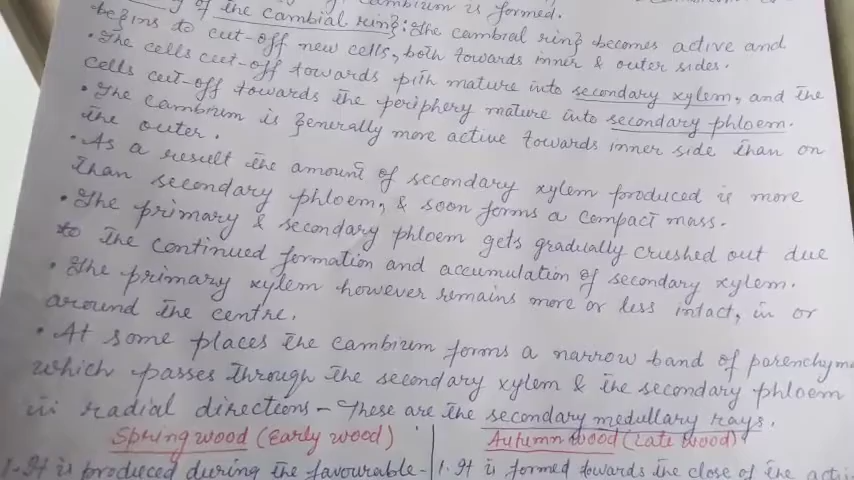 cambium is formed.
of the cambial ring: The cambial ring becomes active and
begins to cut-off new cells, both towards inner & outer sides.
• The cells cut-off towards pith mature into secondary xylem, and the
cells cut-off towards the periphery mature into secondary phloem.
• The cambium is generally more active towards inner side than on
the outer.
• As a result the amount of secondary xylem produced is more
than secondary phloem, & soon forms a compact mass.
• The primary & secondary phloem gets gradually crushed out due
to the continued formation and accumulation of secondary xylem.
• The primary xylem however remains more or less intact, in or
around the centre.
• At some places the cambium forms a narrow band of parenchyma
which passes through the secondary xylem & the secondary phloem
in radial directions – These are the secondary medullary rays.
Spring wood (Early wood) | Autumn wood (Late wood)
1. It is produced during the favourable- | 1. It is formed towards the close of the